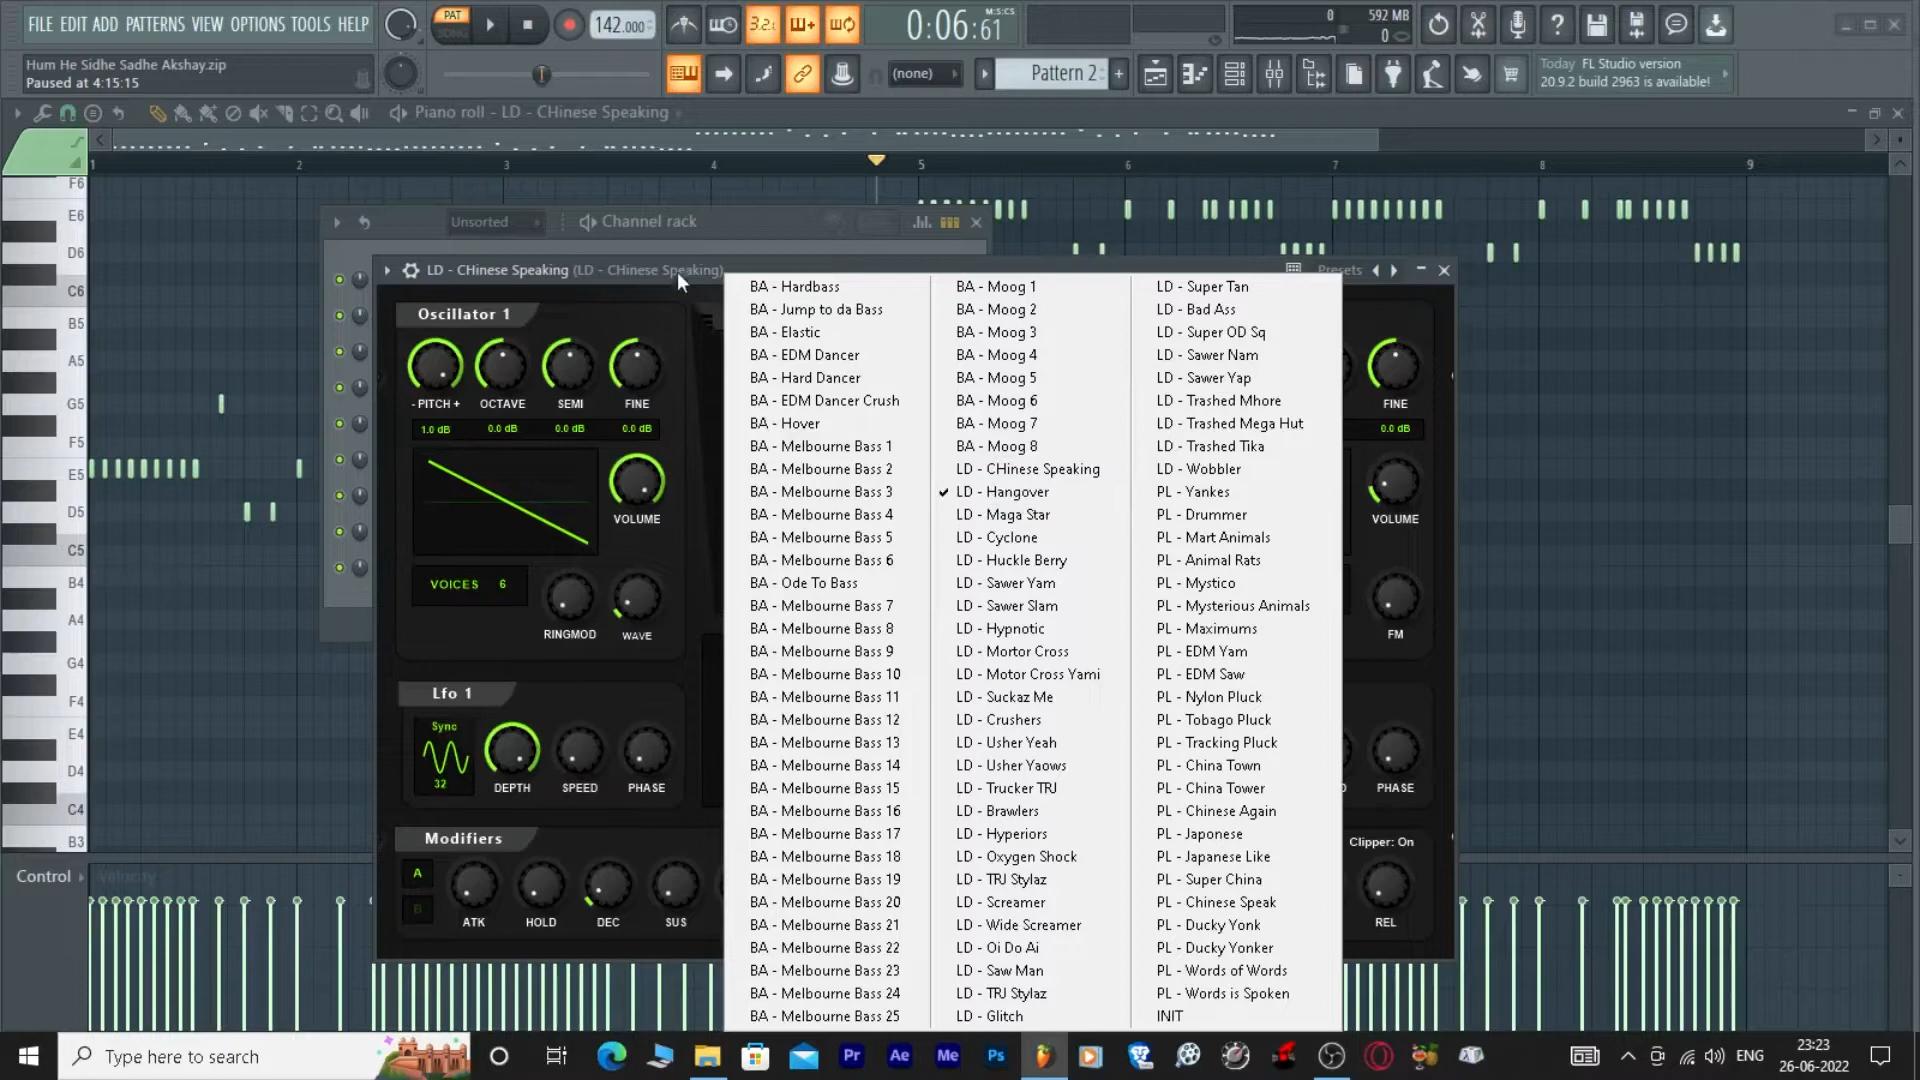 FILE EDIT ADD PATTERNS VIEW OPTIONS TOOLS HELP
PAT
SONG
142.000
3.2.
0:06:61
M:S:CS
0
592 MB
0
Hum He Sidhe Sadhe Akshay.zip
Paused at 4:15:15
(none)
Pattern 2
+
Today FL Studio version
20.9.2 build 2963 is available!
Piano roll - LD - CHinese Speaking
1 2 3 4 5 6 7 8 9
F6
E6
D6
C6
B5
A5
G5
F5
E5
D5
C5
B4
A4
G4
F4
E4
D4
C4
B3
Unsorted
Channel rack
LD - CHinese Speaking (LD - CHinese Speaking)
Presets
Oscillator 1
- PITCH +
OCTAVE
SEMI
FINE
1.0 dB
0.0 dB
0.0 dB
0.0 dB
VOLUME
VOICES 6
RINGMOD
WAVE
Lfo 1
Sync
32
DEPTH
SPEED
PHASE
Modifiers
A
B
ATK
HOLD
DEC
SUS
BA - Hardbass
BA - Jump to da Bass
BA - Elastic
BA - EDM Dancer
BA - Hard Dancer
BA - EDM Dancer Crush
BA - Hover
BA - Melbourne Bass 1
BA - Melbourne Bass 2
BA - Melbourne Bass 3
BA - Melbourne Bass 4
BA - Melbourne Bass 5
BA - Melbourne Bass 6
BA - Ode To Bass
BA - Melbourne Bass 7
BA - Melbourne Bass 8
BA - Melbourne Bass 9
BA - Melbourne Bass 10
BA - Melbourne Bass 11
BA - Melbourne Bass 12
BA - Melbourne Bass 13
BA - Melbourne Bass 14
BA - Melbourne Bass 15
BA - Melbourne Bass 16
BA - Melbourne Bass 17
BA - Melbourne Bass 18
BA - Melbourne Bass 19
BA - Melbourne Bass 20
BA - Melbourne Bass 21
BA - Melbourne Bass 22
BA - Melbourne Bass 23
BA - Melbourne Bass 24
BA - Melbourne Bass 25
BA - Moog 1
BA - Moog 2
BA - Moog 3
BA - Moog 4
BA - Moog 5
BA - Moog 6
BA - Moog 7
BA - Moog 8
LD - CHinese Speaking
LD - Hangover
LD - Maga Star
LD - Cyclone
LD - Huckle Berry
LD - Sawer Yam
LD - Sawer Slam
LD - Hypnotic
LD - Mortor Cross
LD - Motor Cross Yami
LD - Suckaz Me
LD - Crushers
LD - Usher Yeah
LD - Usher Yaows
LD - Trucker TRJ
LD - Brawlers
LD - Hyperiors
LD - Oxygen Shock
LD - TRJ Stylaz
LD - Screamer
LD - Wide Screamer
LD - Oi Do Ai
LD - Saw Man
LD - TRJ Stylaz
LD - Glitch
LD - Super Tan
LD - Bad Ass
LD - Super OD Sq
LD - Sawer Nam
LD - Sawer Yap
LD - Trashed Mhore
LD - Trashed Mega Hut
LD - Trashed Tika
LD - Wobbler
PL - Yankes
PL - Drummer
PL - Mart Animals
PL - Animal Rats
PL - Mystico
PL - Mysterious Animals
PL - Maximums
PL - EDM Yam
PL - EDM Saw
PL - Nylon Pluck
PL - Tobago Pluck
PL - Tracking Pluck
PL - China Town
PL - China Tower
PL - Chinese Again
PL - Japonese
PL - Japanese Like
PL - Super China
PL - Chinese Speak
PL - Ducky Yonk
PL - Ducky Yonker
PL - Words of Words
PL - Words is Spoken
INIT
FINE
0.0 dB
VOLUME
FM
PHASE
Clipper: On
REL
Control
Velocity
Type here to search
Pr
Ae
Me
Ps
ENG
23:23
26-06-2022